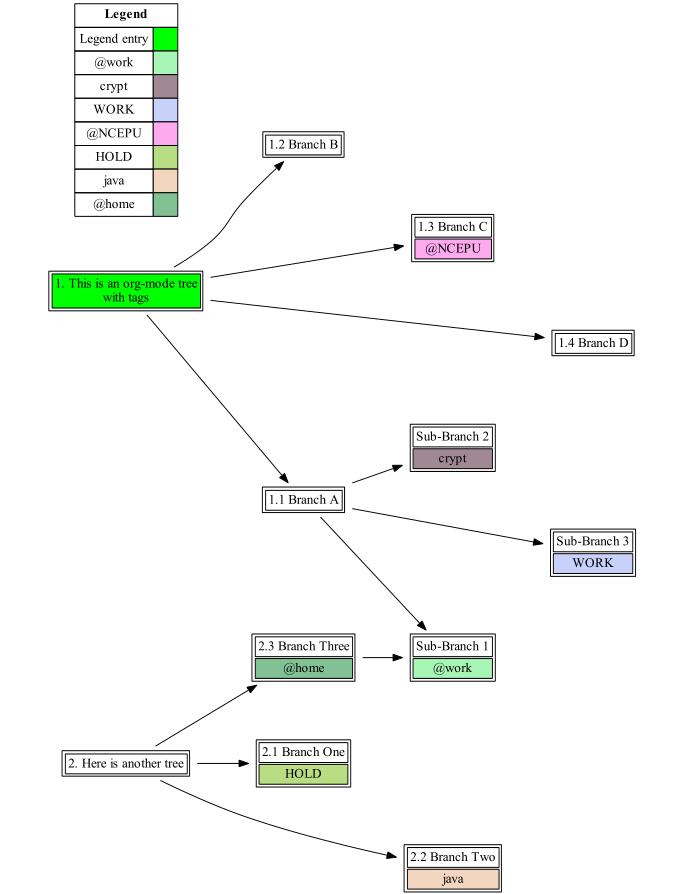 Legend
Legend entry
@work
crypt
WORK
@NCEPU
HOLD
java
@home
1.2 Branch B
1.3 Branch C
@NCEPU
1. This is an org-mode tree
with tags
1.4 Branch D
Sub-Branch 2
crypt
1.1 Branch A
Sub-Branch 3
WORK
2.3 Branch Three
@home
Sub-Branch 1
@work
2. Here is another tree
2.1 Branch One
HOLD
2.2 Branch Two
java